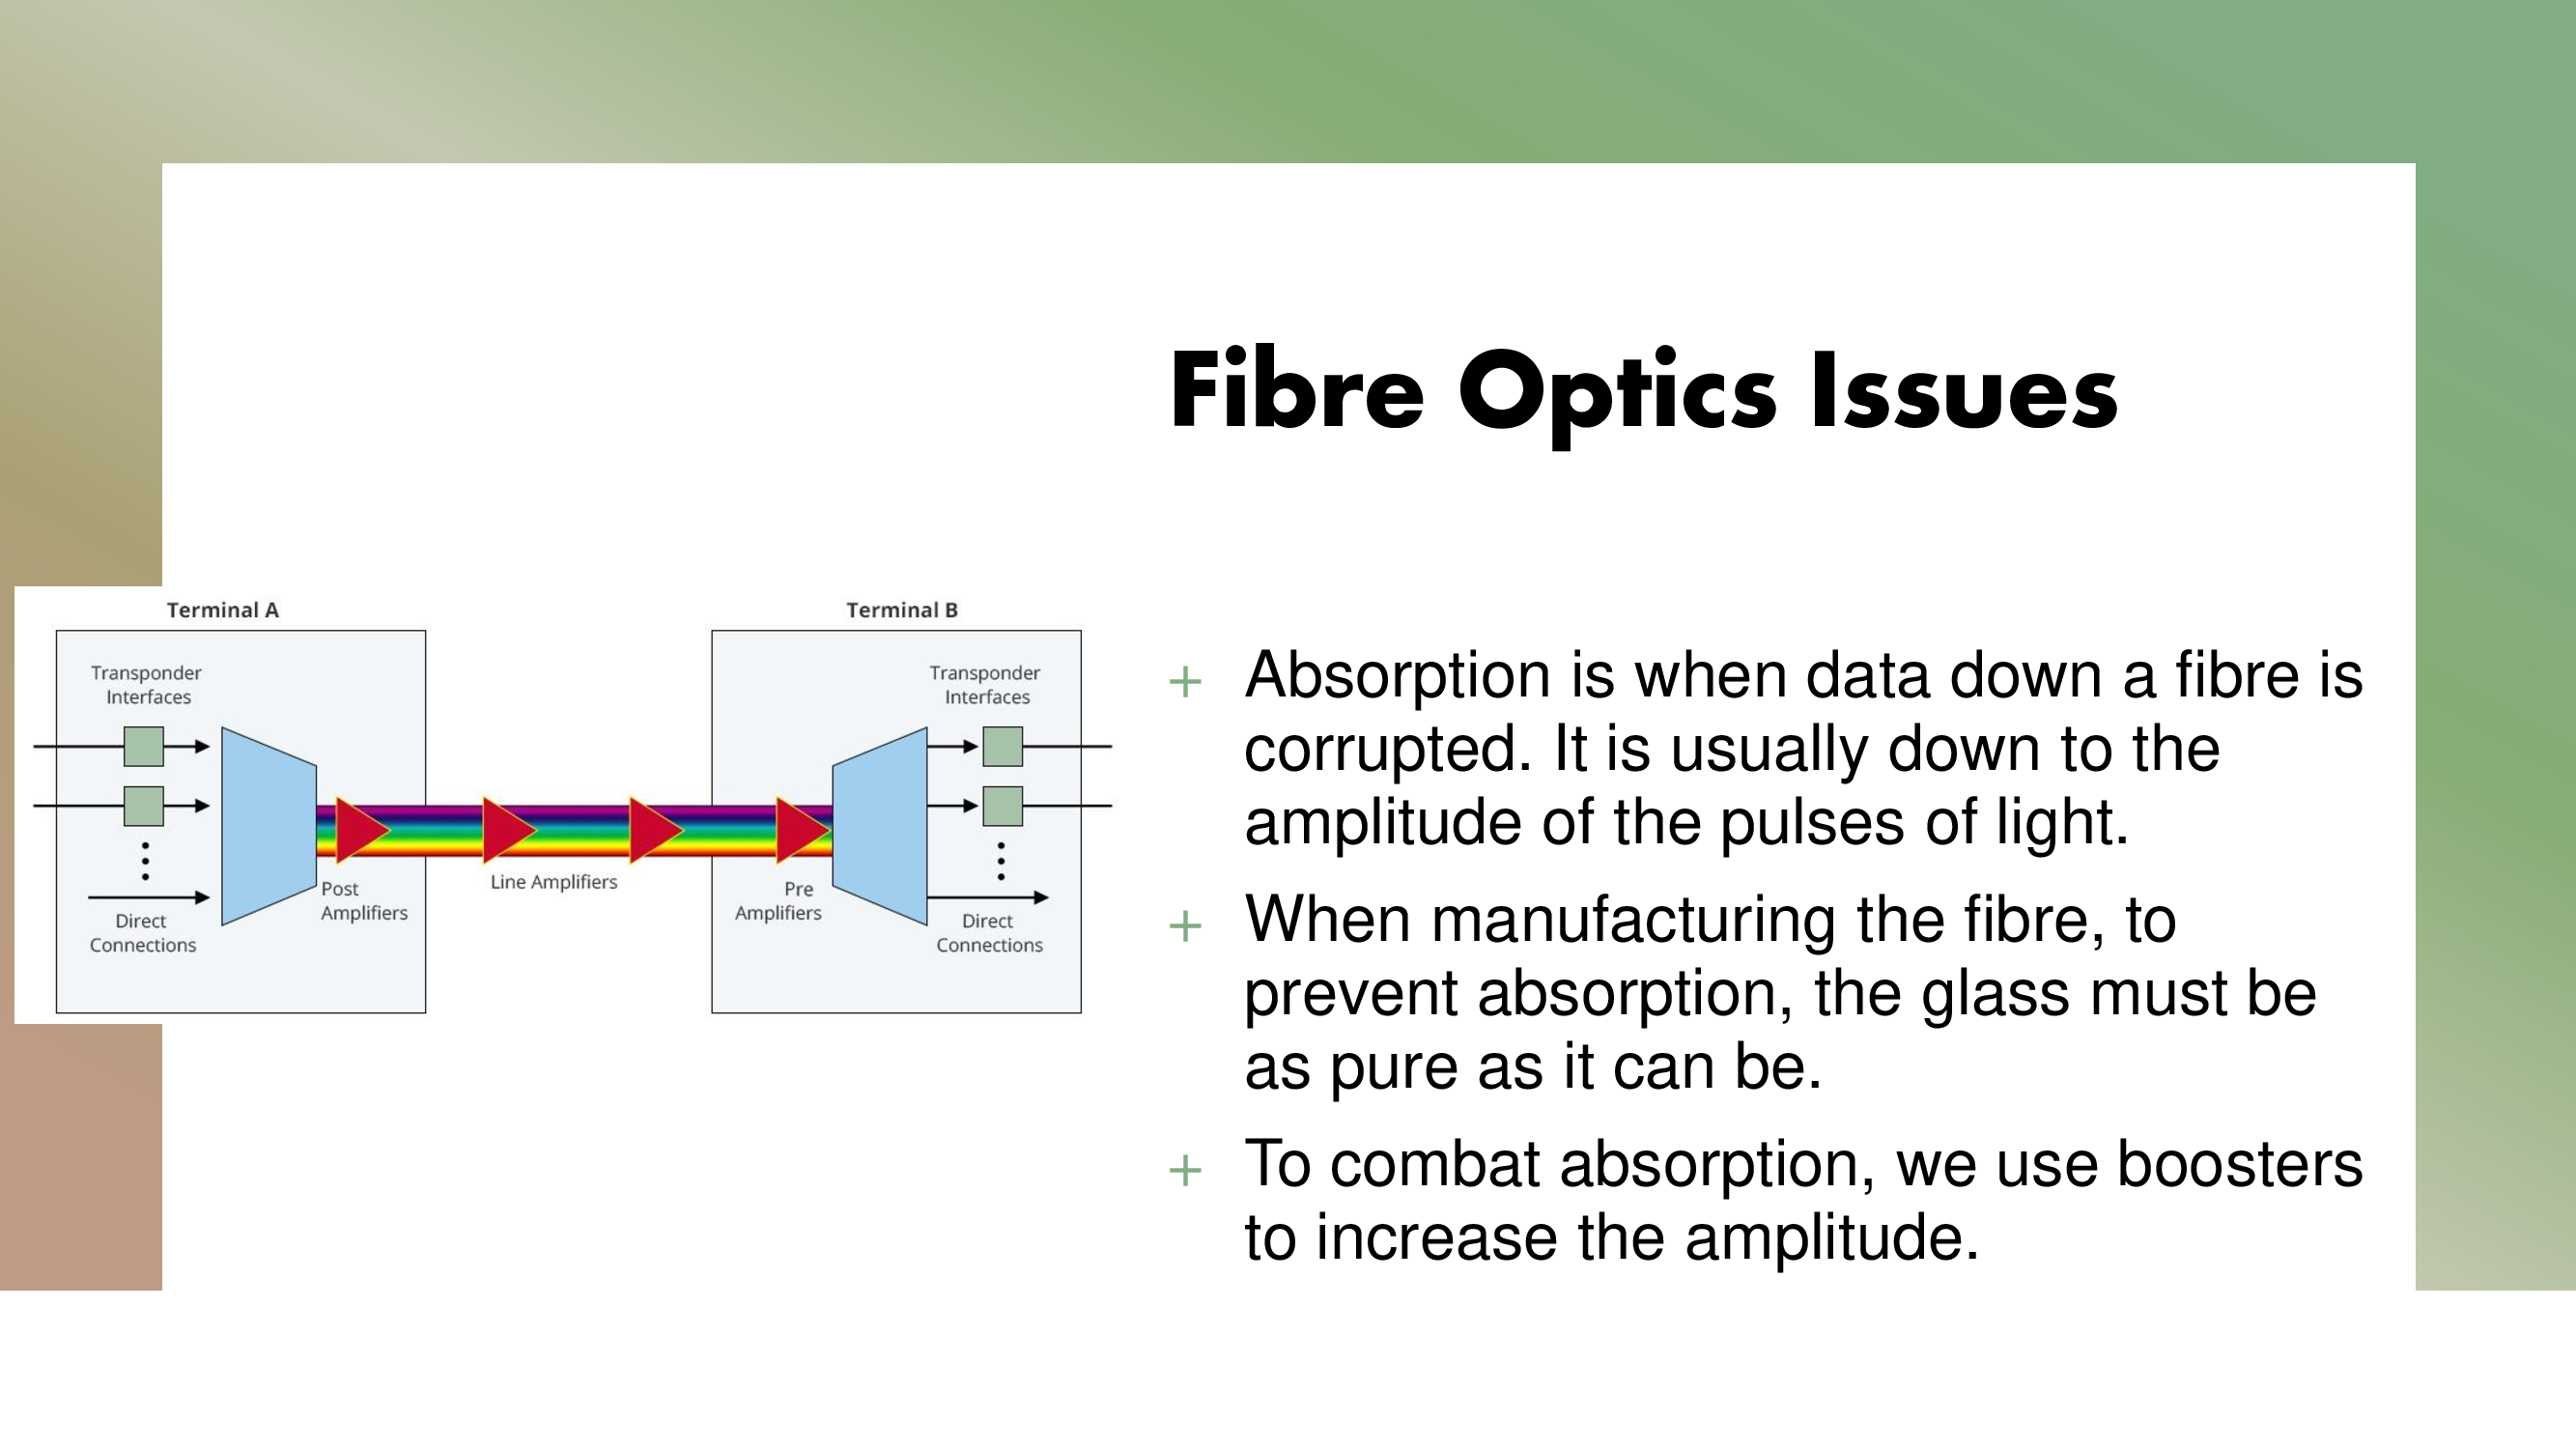 Fibre Optics Issues
Terminal A
Transponder
Interfaces
Direct
Connections
Post
Amplifiers
Line Amplifiers
Terminal B
Pre
Amplifiers
Transponder
Interfaces
Direct
Connections
+ Absorption is when data down a fibre is
corrupted. It is usually down to the
amplitude of the pulses of light.
+ When manufacturing the fibre, to
prevent absorption, the glass must be
as pure as it can be.
+ To combat absorption, we use boosters
to increase the amplitude.